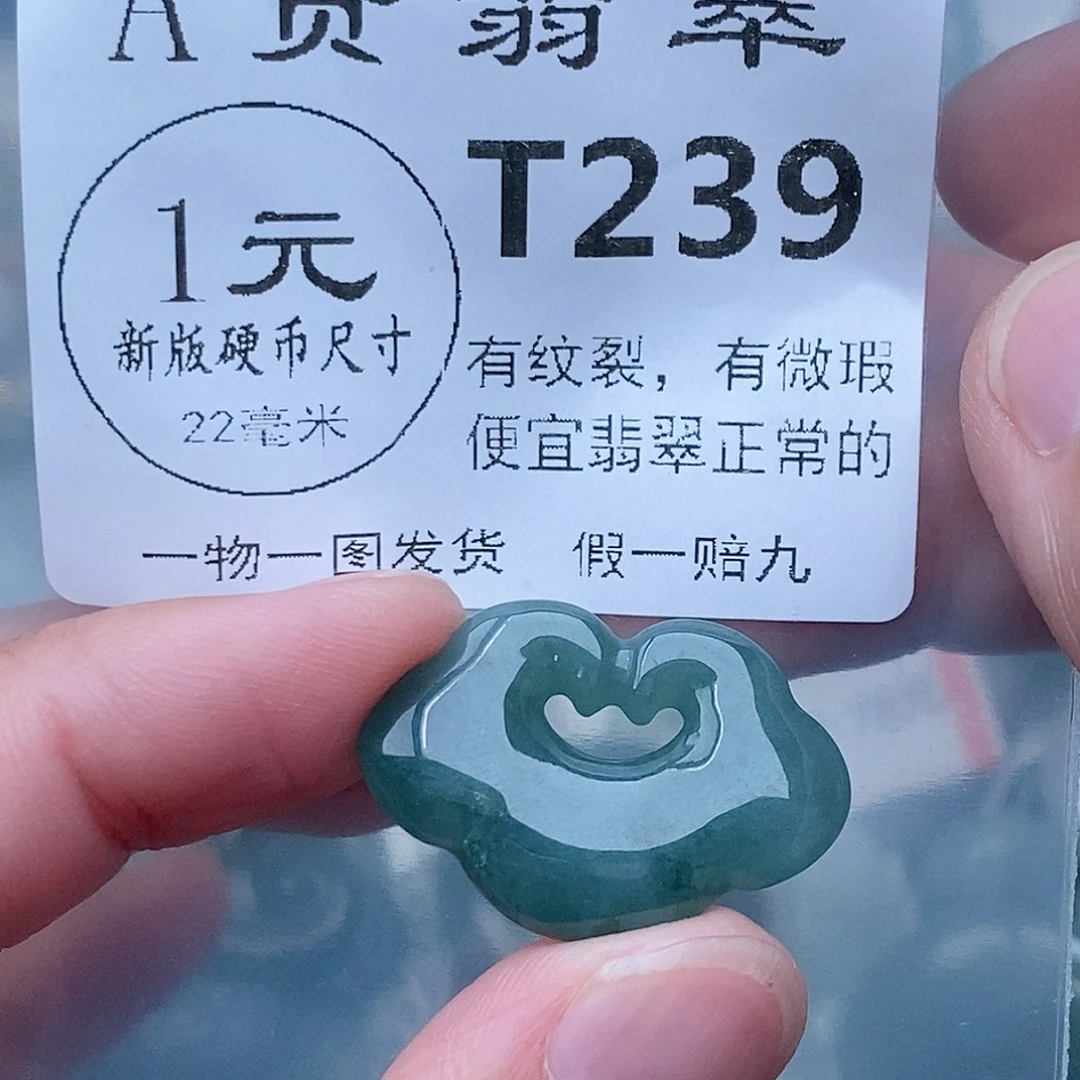 A货翡翠
T239
1元
新版硬币尺寸
22毫米
有纹裂，有微瑕
便宜翡翠正常的
一物一图发货 假一赔九